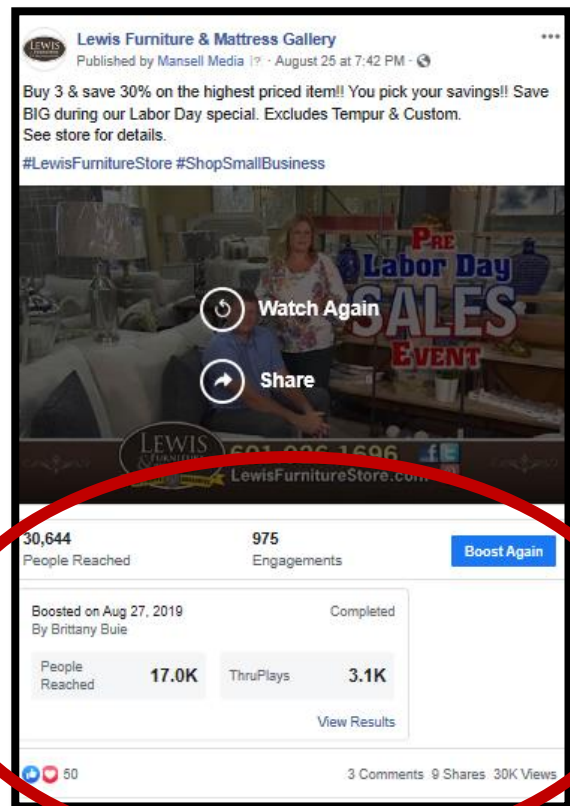 Lewis Furniture & Mattress Gallery
Published by Mansell Media · August 25 at 7:42 PM ·
Buy 3 & save 30% on the highest priced item!! You pick your savings!! Save
BIG during our Labor Day special. Excludes Tempur & Custom.
See store for details.
#LewisFurnitureStore #ShopSmallBusiness
PRE
Labor Day
SALES
EVENT
Watch Again
Share
LEWIS
FURNITURE
LewisFurnitureStore.com
30,644
People Reached
975
Engagements
Boost Again
Boosted on Aug 27, 2019
Completed
By Brittany Buie
People
Reached
17.0K
ThruPlays
3.1K
View Results
50
3 Comments 9 Shares 30K Views